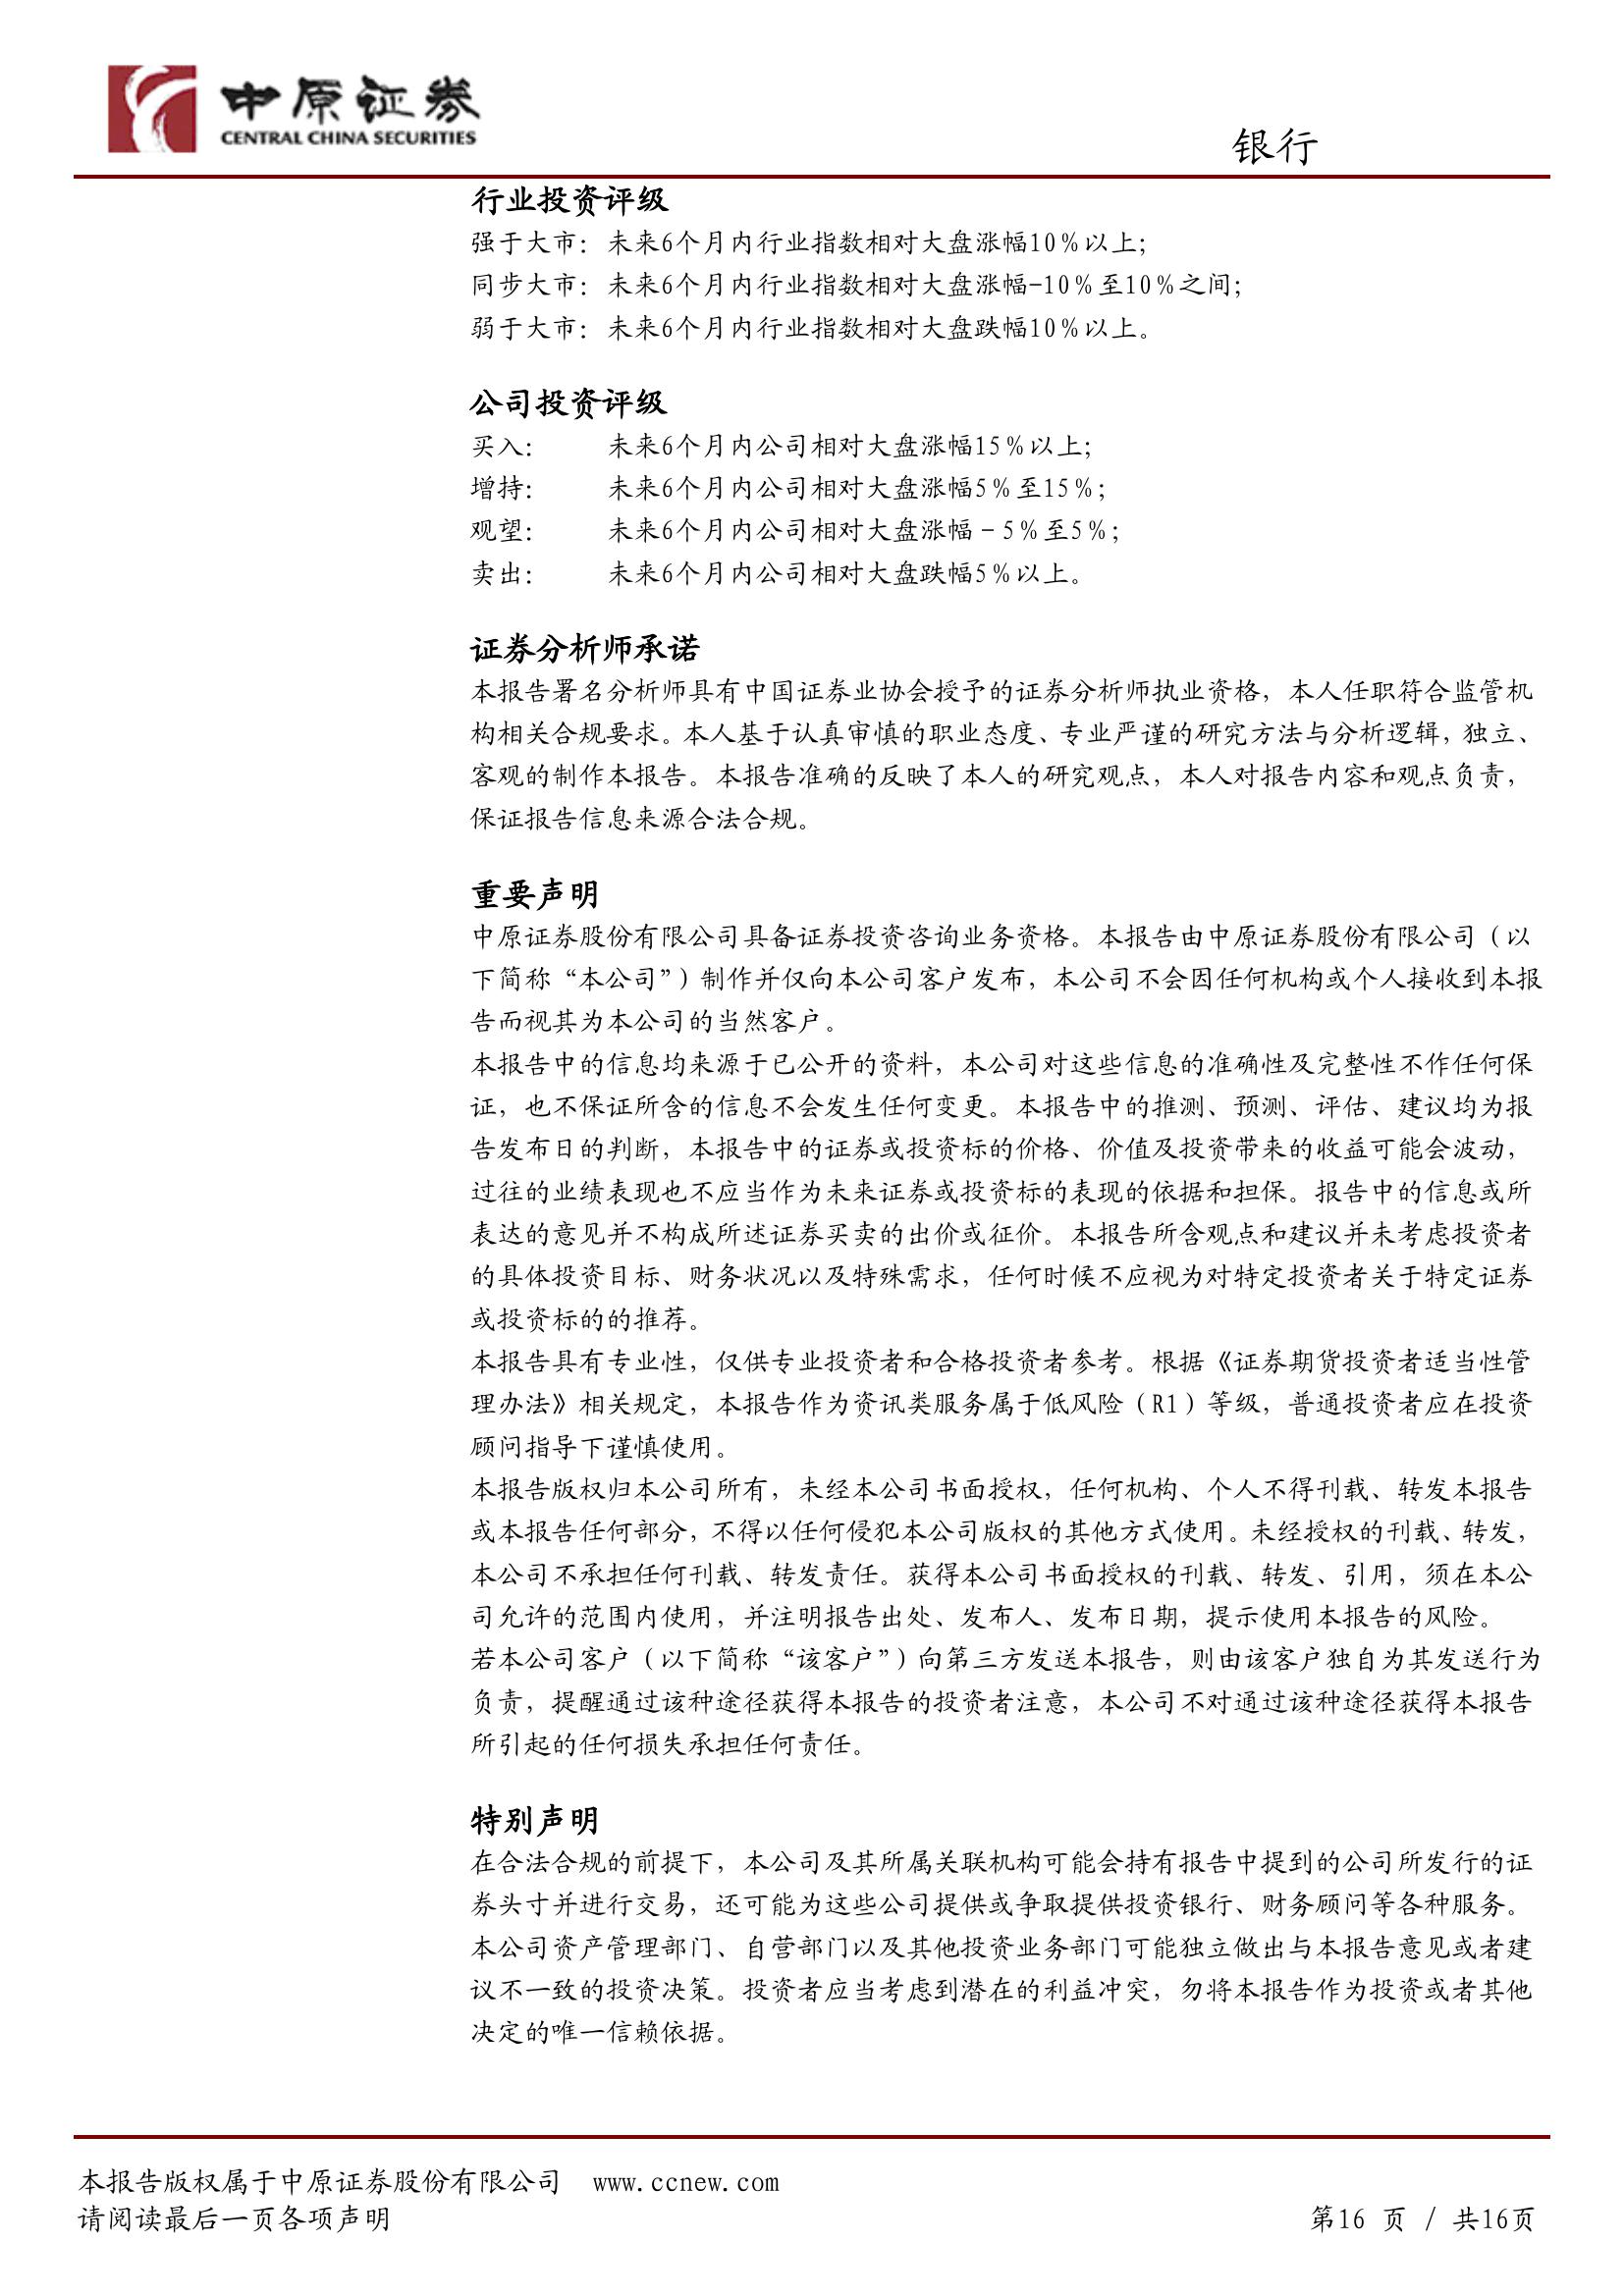 中原证券
CENTRAL CHINA SECURITIES
银行
行业投资评级
强于大市：未来6个月内行业指数相对大盘涨幅10％以上；
同步大市：未来6个月内行业指数相对大盘涨幅-10％至10％之间；
弱于大市：未来6个月内行业指数相对大盘跌幅10％以上。
公司投资评级
买入： 未来6个月内公司相对大盘涨幅15％以上；
增持： 未来6个月内公司相对大盘涨幅5％至15％；
观望： 未来6个月内公司相对大盘涨幅－5％至5％；
卖出： 未来6个月内公司相对大盘跌幅5％以上。
证券分析师承诺
本报告署名分析师具有中国证券业协会授予的证券分析师执业资格，本人任职符合监管机
构相关合规要求。本人基于认真审慎的职业态度、专业严谨的研究方法与分析逻辑，独立、
客观的制作本报告。本报告准确的反映了本人的研究观点，本人对报告内容和观点负责，
保证报告信息来源合法合规。
重要声明
中原证券股份有限公司具备证券投资咨询业务资格。本报告由中原证券股份有限公司（以
下简称“本公司”）制作并仅向本公司客户发布，本公司不会因任何机构或个人接收到本报
告而视其为本公司的当然客户。
本报告中的信息均来源于已公开的资料，本公司对这些信息的准确性及完整性不作任何保
证，也不保证所含的信息不会发生任何变更。本报告中的推测、预测、评估、建议均为报
告发布日的判断，本报告中的证券或投资标的价格、价值及投资带来的收益可能会波动，
过往的业绩表现也不应当作为未来证券或投资标的表现的依据和担保。报告中的信息或所
表达的意见并不构成所述证券买卖的出价或征价。本报告所含观点和建议并未考虑投资者
的具体投资目标、财务状况以及特殊需求，任何时候不应视为对特定投资者关于特定证券
或投资标的的推荐。
本报告具有专业性，仅供专业投资者和合格投资者参考。根据《证券期货投资者适当性管
理办法》相关规定，本报告作为资讯类服务属于低风险（R1）等级，普通投资者应在投资
顾问指导下谨慎使用。
本报告版权归本公司所有，未经本公司书面授权，任何机构、个人不得刊载、转发本报告
或本报告任何部分，不得以任何侵犯本公司版权的其他方式使用。未经授权的刊载、转发，
本公司不承担任何刊载、转发责任。获得本公司书面授权的刊载、转发、引用，须在本公
司允许的范围内使用，并注明报告出处、发布人、发布日期，提示使用本报告的风险。
若本公司客户（以下简称“该客户”）向第三方发送本报告，则由该客户独自为其发送行为
负责，提醒通过该种途径获得本报告的投资者注意，本公司不对通过该种途径获得本报告
所引起的任何损失承担任何责任。
特别声明
在合法合规的前提下，本公司及其所属关联机构可能会持有报告中提到的公司所发行的证
券头寸并进行交易，还可能为这些公司提供或争取提供投资银行、财务顾问等各种服务。
本公司资产管理部门、自营部门以及其他投资业务部门可能独立做出与本报告意见或者建
议不一致的投资决策。投资者应当考虑到潜在的利益冲突，勿将本报告作为投资或者其他
决定的唯一信赖依据。
本报告版权属于中原证券股份有限公司 www.ccnew.com
请阅读最后一页各项声明
第16 页 / 共16页